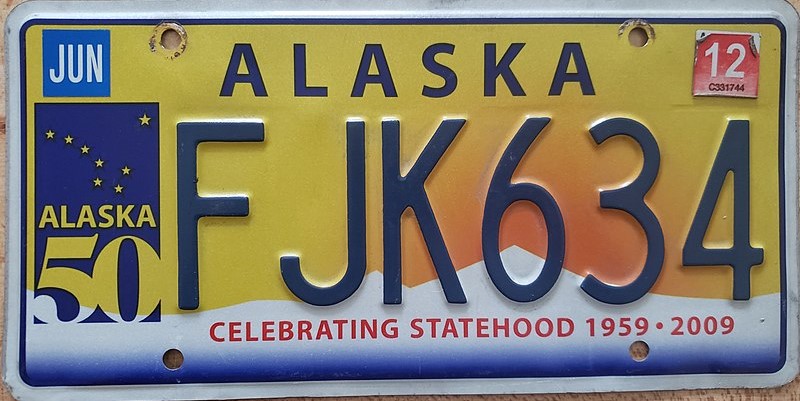 JUN
ALASKA
12
C331744
ALASKA
50
FJK634
CELEBRATING STATEHOOD 1959 • 2009